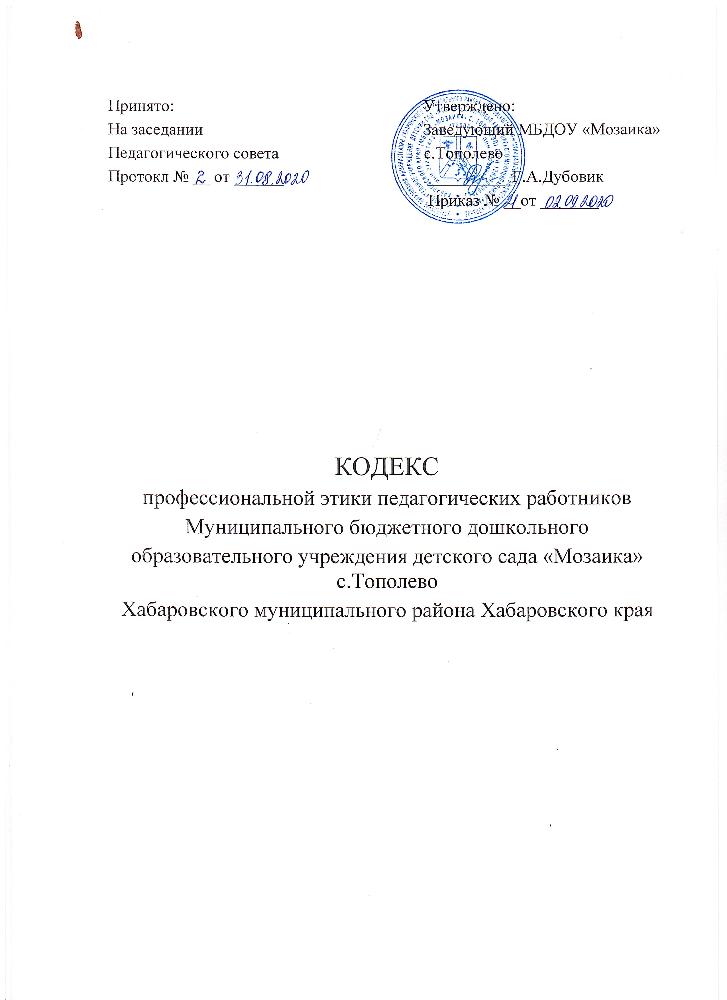 Принято:
На заседании
Педагогического совета
Протокл № 2 от 31.08.2020
Утверждено:
Заведующий МБДОУ «Мозаика»
с.Тополево
Г.А.Дубовик
Приказ № 21 от 02.09.2020
КОДЕКС
профессиональной этики педагогических работников
Муниципального бюджетного дошкольного
образовательного учреждения детского сада «Мозаика»
с.Тополево
Хабаровского муниципального района Хабаровского края